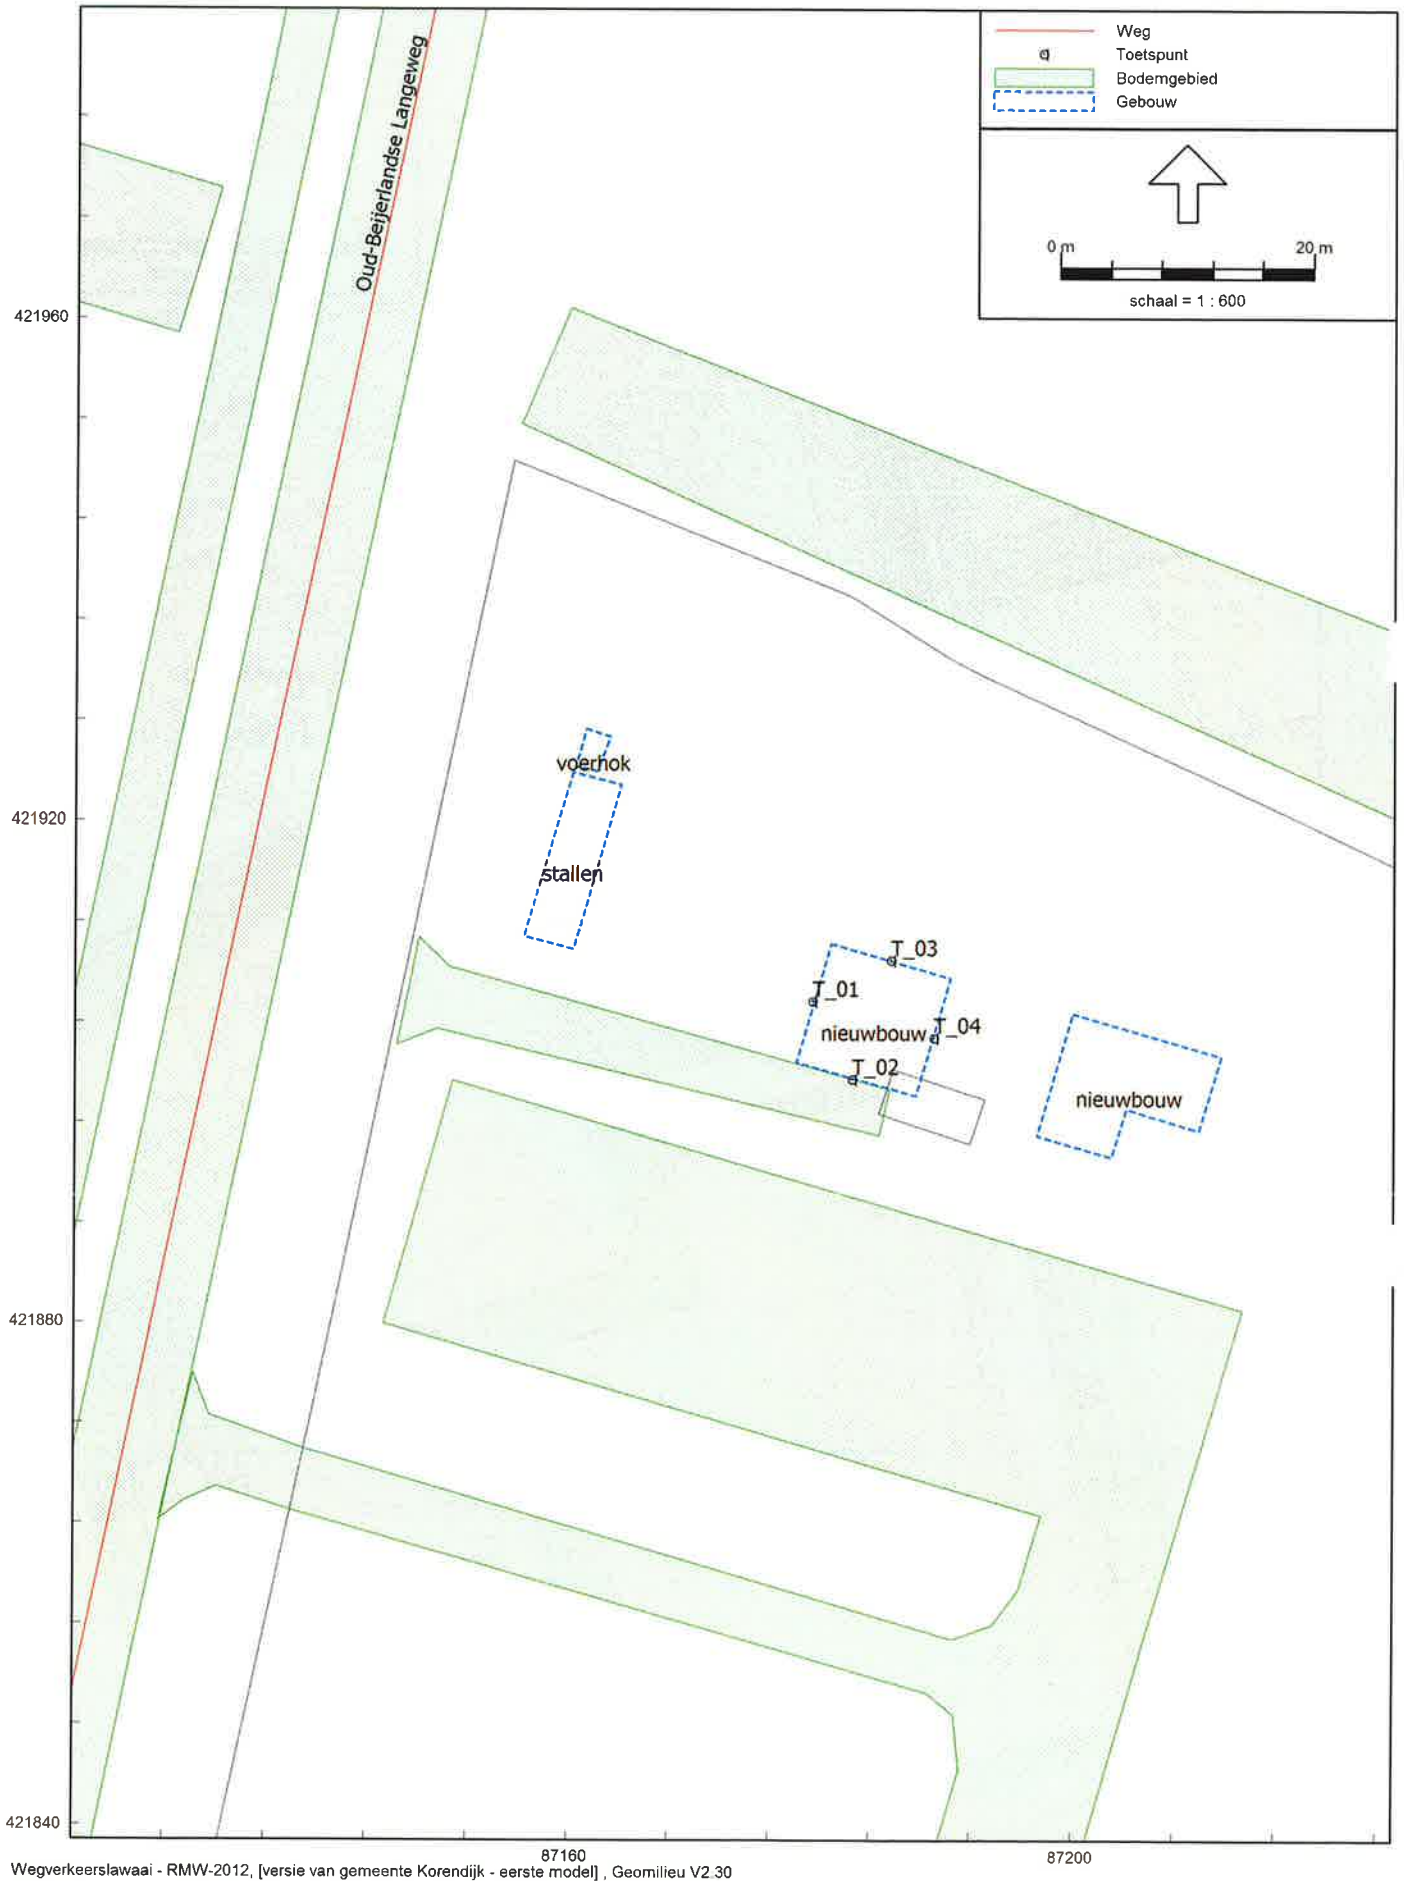 Weg
Toetspunt
Bodemgebied
Gebouw
0 m 20 m
schaal = 1 : 600
Oud-Beijerlandse Langeweg
421960
voerhok
421920
stallen
T_03
T_01
nieuwbouw
T_04
T_02
nieuwbouw
421880
421840
87160 87200
Wegverkeerslawaai - RMW-2012, [versie van gemeente Korendijk - eerste model] , Geomilieu V2.30